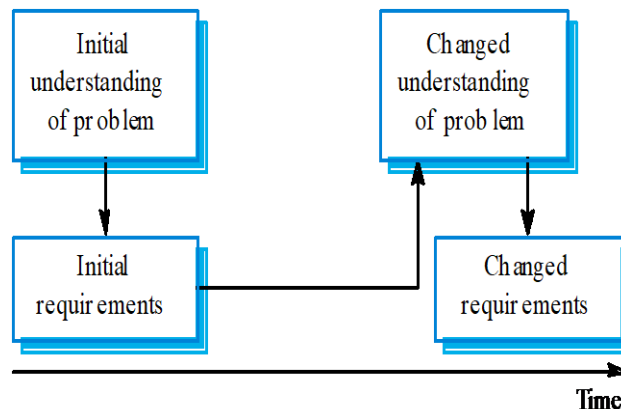 Initial
understanding
of problem
Changed
understanding
of problem
Initial
requirements
Changed
requirements
Time